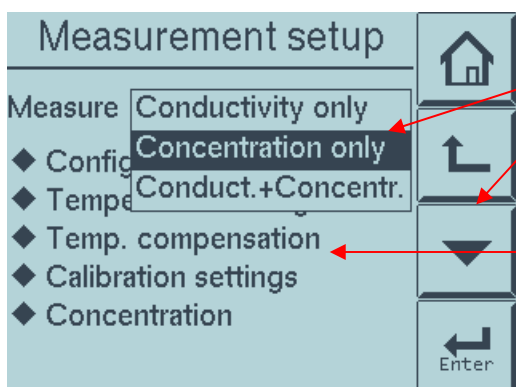 Measurement setup
Measure Conductivity only
Concentration only
Conduct.+Concentr.
◆ Config
◆ Tempe
◆ Temp. compensation
◆ Calibration settings
◆ Concentration
Enter